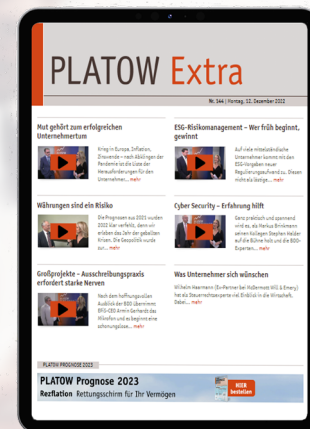 PLATOW Extra
Nr. 144 | Montag, 12. Dezember 2022
Mut gehört zum erfolgreichen
Unternehmertum
Krieg in Europa, Inflation,
Zinswende – nach Abklingen der
Pandemie ist die Liste der
Herausforderungen für den
Unternehmer... mehr
ESG-Risikomanagement – Wer früh beginnt,
gewinnt
Auf viele mittelständische
Unternehmer kommt mit den
ESG-Vorgaben neuer
Regulierungsaufwand zu. Diesen
nicht als lästige... mehr
Währungen sind ein Risiko
Die Prognosen aus 2021 wurden
2022 klar verfehlt, denn wir
erleben das Jahr der geballten
Krisen. Die Geopolitik wurde
zur... mehr
Cyber Security – Erfahrung hilft
Ganz praktisch und spannend
wird es, als Markus Brinkmann
seinen Kollegen Stephan Halder
auf die Bühne holt und die BDO-
Experten... mehr
Großprojekte – Ausschreibungspraxis
erfordert starke Nerven
Nach dem hoffnungsvollen
Ausblick der BDO übernimmt
Arwin Gerhardt das
Mikrofon und es beginnt eine
schonungslose... mehr
Was Unternehmer sich wünschen
Wilhelm Haarmann (Ex-Partner bei McDermott Will & Emery)
hat als Steuerrechtsexperte viel Einblick in die Wirtschaft.
Dabei... mehr
PLATOW PROGNOSE 2023
PLATOW Prognose 2023
Rezflation Rettungsschirm für Ihr Vermögen
HIER
bestellen